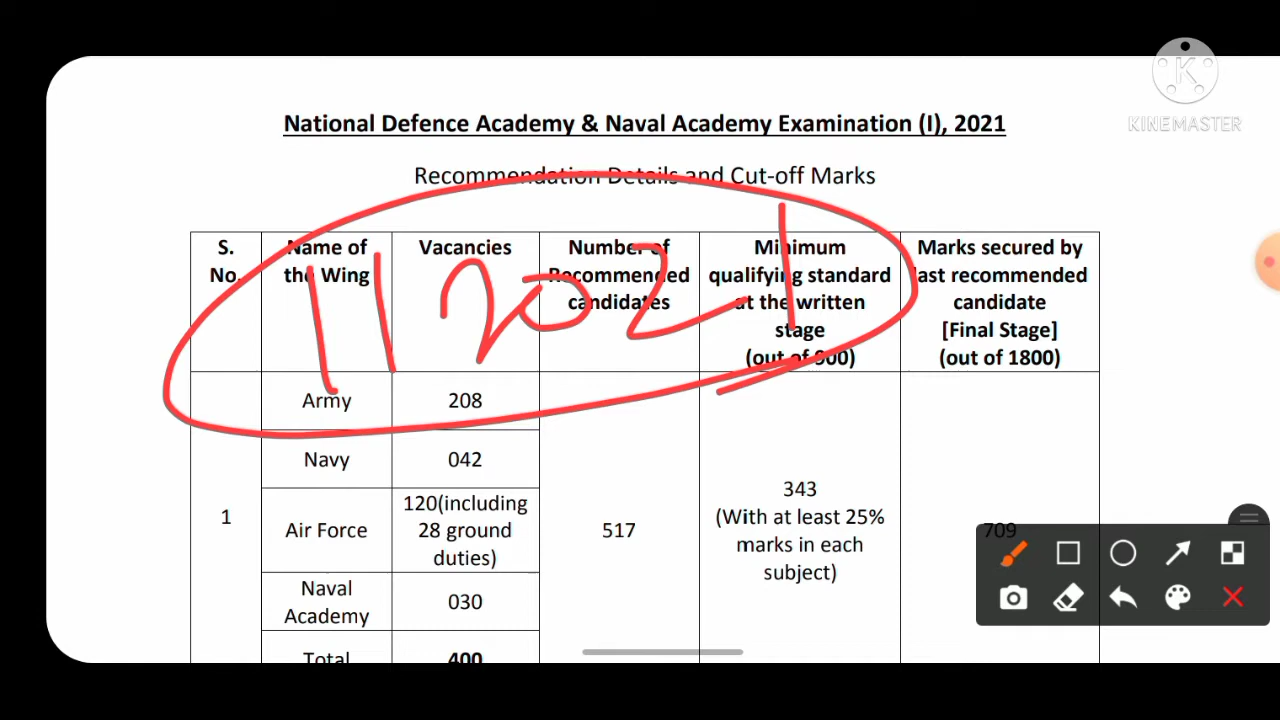 KINEMASTER
National Defence Academy & Naval Academy Examination (I), 2021
Recommendation Details and Cut-off Marks
S. No.
Name of the Wing
Vacancies
Number of Recommended candidates
Minimum qualifying standard at the written stage (out of 900)
Marks secured by last recommended candidate [Final Stage] (out of 1800)
11 2021
1
Army 208
Navy 042
Air Force 120(including 28 ground duties)
Naval Academy 030
Total 400
517
343 (With at least 25% marks in each subject)
709